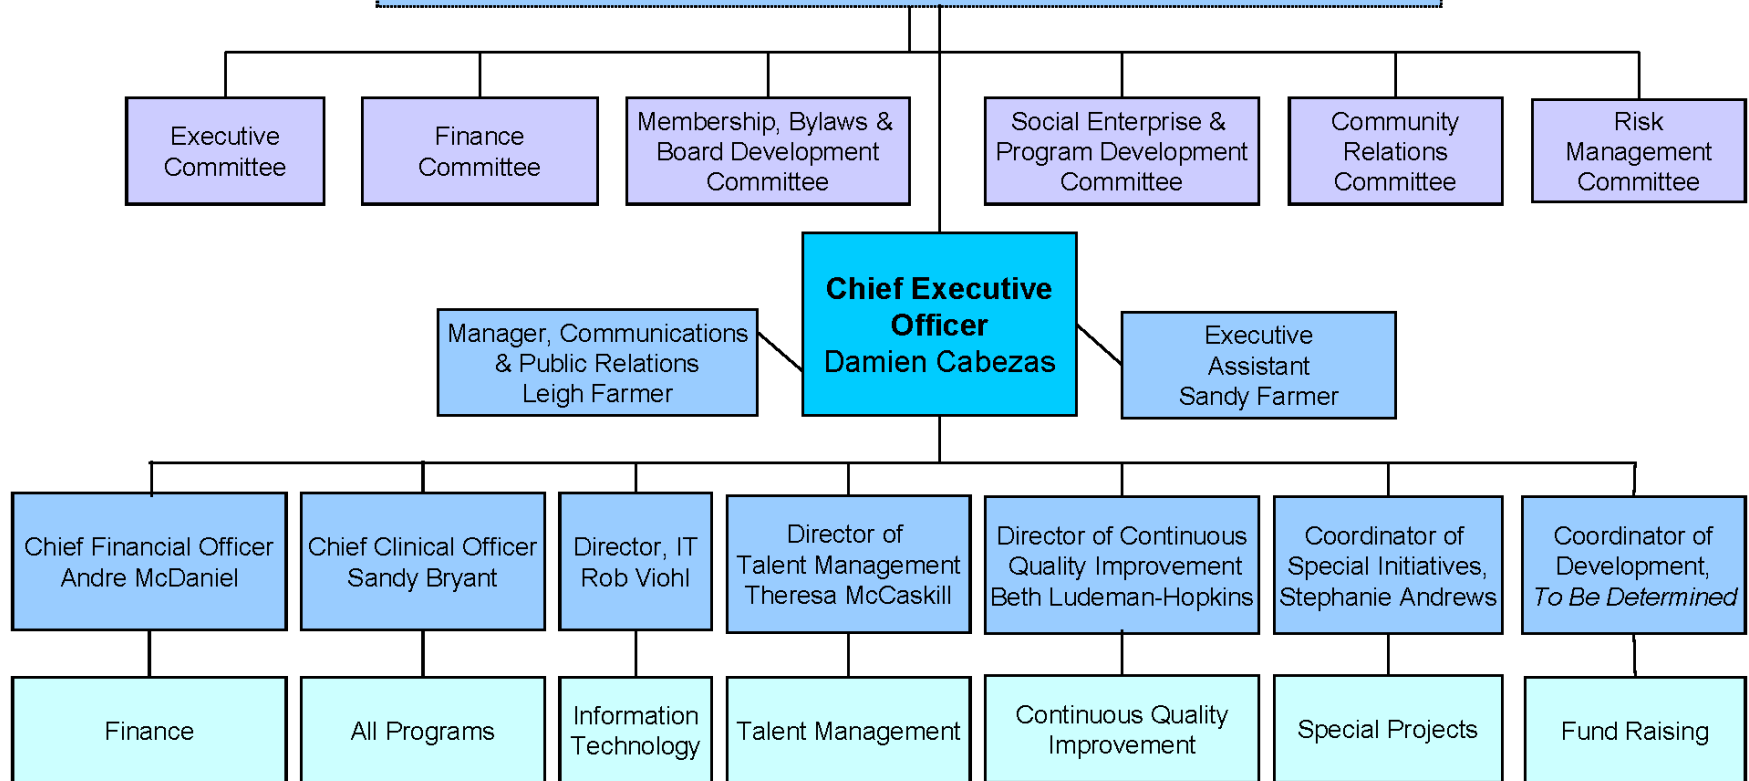 Executive
Committee
Finance
Committee
Membership, Bylaws &
Board Development
Committee
Social Enterprise &
Program Development
Committee
Community
Relations
Committee
Risk
Management
Committee
Chief Executive
Officer
Damien Cabezas
Manager, Communications
& Public Relations
Leigh Farmer
Executive
Assistant
Sandy Farmer
Chief Financial Officer
Andre McDaniel
Chief Clinical Officer
Sandy Bryant
Director, IT
Rob Viohl
Director of
Talent Management
Theresa McCaskill
Director of Continuous
Quality Improvement
Beth Ludeman-Hopkins
Coordinator of
Special Initiatives,
Stephanie Andrews
Coordinator of
Development,
To Be Determined
Finance
All Programs
Information
Technology
Talent Management
Continuous Quality
Improvement
Special Projects
Fund Raising